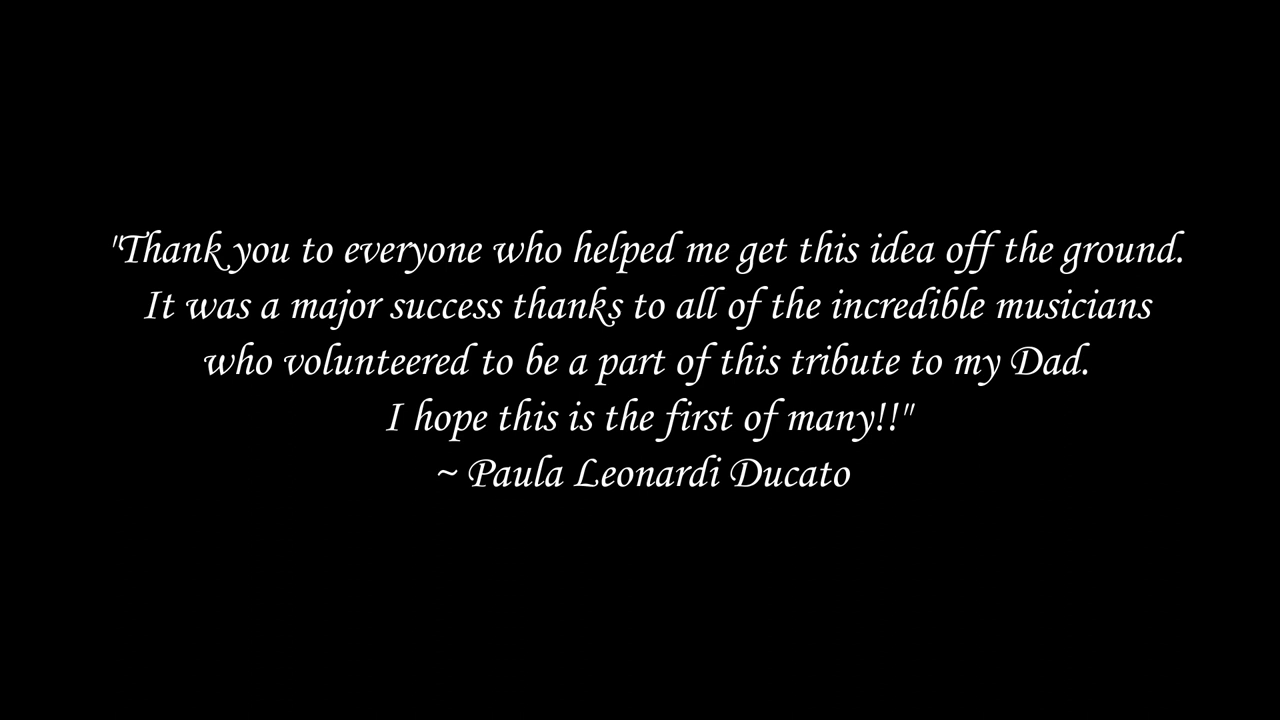 "Thank you to everyone who helped me get this idea off the ground.
It was a major success thanks to all of the incredible musicians
who volunteered to be a part of this tribute to my Dad.
I hope this is the first of many!!"
~ Paula Leonardi Ducato